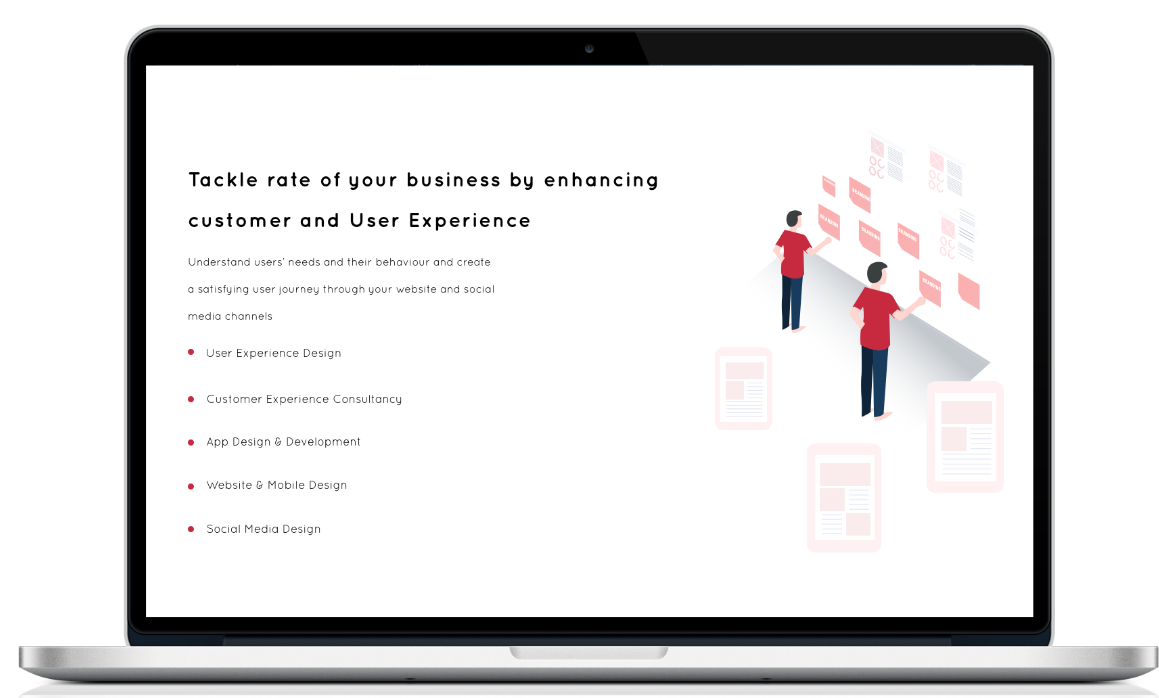 Tackle rate of your business by enhancing
customer and User Experience
Understand users' needs and their behaviour and create
a satisfying user journey through your website and social
media channels
User Experience Design
Customer Experience Consultancy
App Design & Development
Website & Mobile Design
Social Media Design